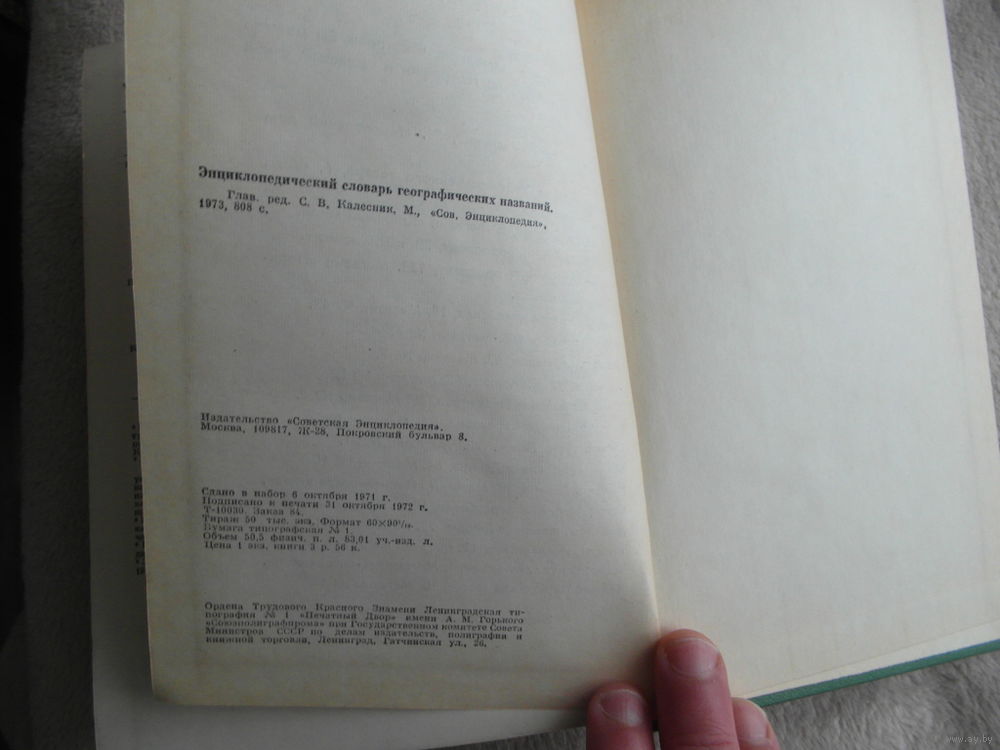 Энциклопедический словарь географических названий.
Глав. ред. С. В. Калесник, М., «Сов. Энциклопедия»,
1973, 808 с.
Издательство «Советская Энциклопедия».
Москва, 109817, Ж-28, Покровский бульвар 8.
Сдано в набор 6 октября 1971 г.
Подписано к печати 31 октября 1972 г.
Т-10030. Заказ 84.
Тираж 50 тыс. экз. Формат 60×90¹/₁₆.
Бумага типографская № 1
Объем 50,5 физич. п. л. 83,01 уч.-изд. л.
Цена 1 экз. книги 3 р. 56 к.
Ордена Трудового Красного Знамени Ленинградская ти-
пография № 1 «Печатный Двор» имени А. М. Горького
«Союзполиграфпрома» при Государственном комитете Совета
Министров СССР по делам издательств, полиграфии и
книжной торговли, Ленинград, Гатчинская ул., 26.
www.ay.by